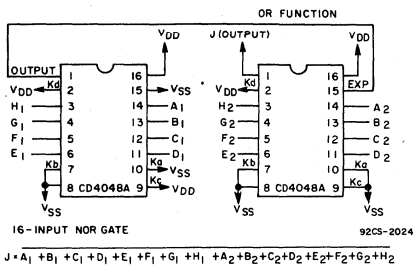 OR FUNCTION
VDD J (OUTPUT) VDD
OUTPUT 1 16 Kd 1 16
Kd 2 15 2 15 EXP
VDD VSS VDD
H1 3 14 A1 H2 3 14 A2
G1 4 13 B1 G2 4 13 B2
F1 5 12 C1 F2 5 12 C2
E1 6 11 D1 E2 6 11 D2
Kb 7 10 Ka VSS Kb 7 10 Ka
8 CD4048A 9 Kc VDD 8 CD4048A 9 Kc
VSS VSS VSS
16-INPUT NOR GATE 92CS-2024
J = A1 + B1 + C1 + D1 + E1 + F1 + G1 + H1 + A2 + B2 + C2 + D2 + E2 + F2 + G2 + H2